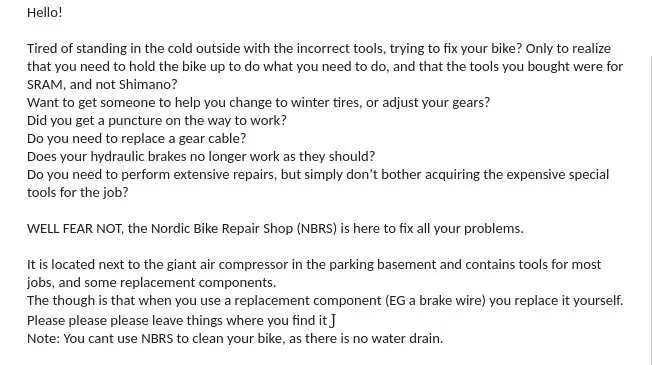 Hello!
Tired of standing in the cold outside with the incorrect tools, trying to fix your bike? Only to realize
that you need to hold the bike up to do what you need to do, and that the tools you bought were for
SRAM, and not Shimano?
Want to get someone to help you change to winter tires, or adjust your gears?
Did you get a puncture on the way to work?
Do you need to replace a gear cable?
Does your hydraulic brakes no longer work as they should?
Do you need to perform extensive repairs, but simply don’t bother acquiring the expensive special
tools for the job?
WELL FEAR NOT, the Nordic Bike Repair Shop (NBRS) is here to fix all your problems.
It is located next to the giant air compressor in the parking basement and contains tools for most
jobs, and some replacement components.
The though is that when you use a replacement component (EG a brake wire) you replace it yourself.
Please please please leave things where you find it J
Note: You cant use NBRS to clean your bike, as there is no water drain.